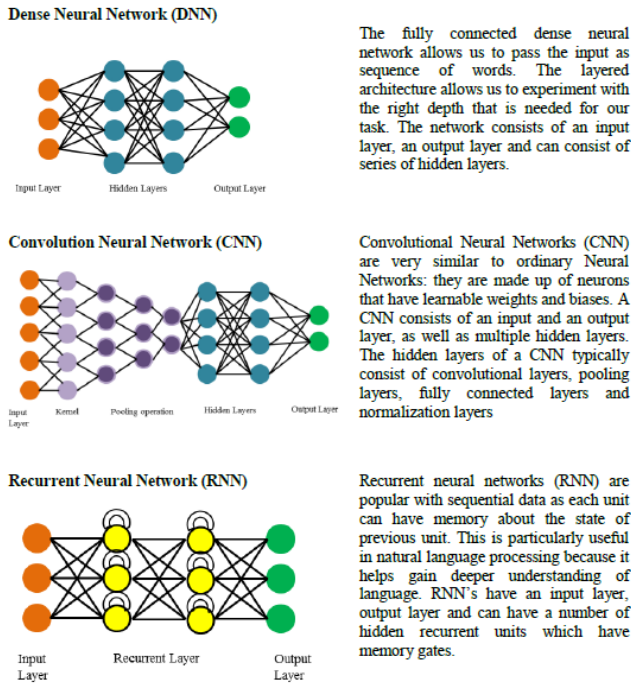 Dense Neural Network (DNN)
The fully connected dense neural
network allows us to pass the input as
sequence of words. The layered
architecture allows us to experiment with
the right depth that is needed for our
task. The network consists of an input
layer, an output layer and can consist of
series of hidden layers.
Input Layer
Hidden Layers
Output Layer
Convolution Neural Network (CNN)
Convolutional Neural Networks (CNN)
are very similar to ordinary Neural
Networks: they are made up of neurons
that have learnable weights and biases. A
CNN consists of an input and an output
layer, as well as multiple hidden layers.
The hidden layers of a CNN typically
consist of convolutional layers, pooling
layers, fully connected layers and
normalization layers
Input
Layer
Kernel
Pooling operation
Hidden Layers
Output Layer
Recurrent Neural Network (RNN)
Recurrent neural networks (RNN) are
popular with sequential data as each unit
can have memory about the state of
previous unit. This is particularly useful
in natural language processing because it
helps gain deeper understanding of
language. RNN's have an input layer,
output layer and can have a number of
hidden recurrent units which have
memory gates.
Input
Layer
Recurrent Layer
Output
Layer